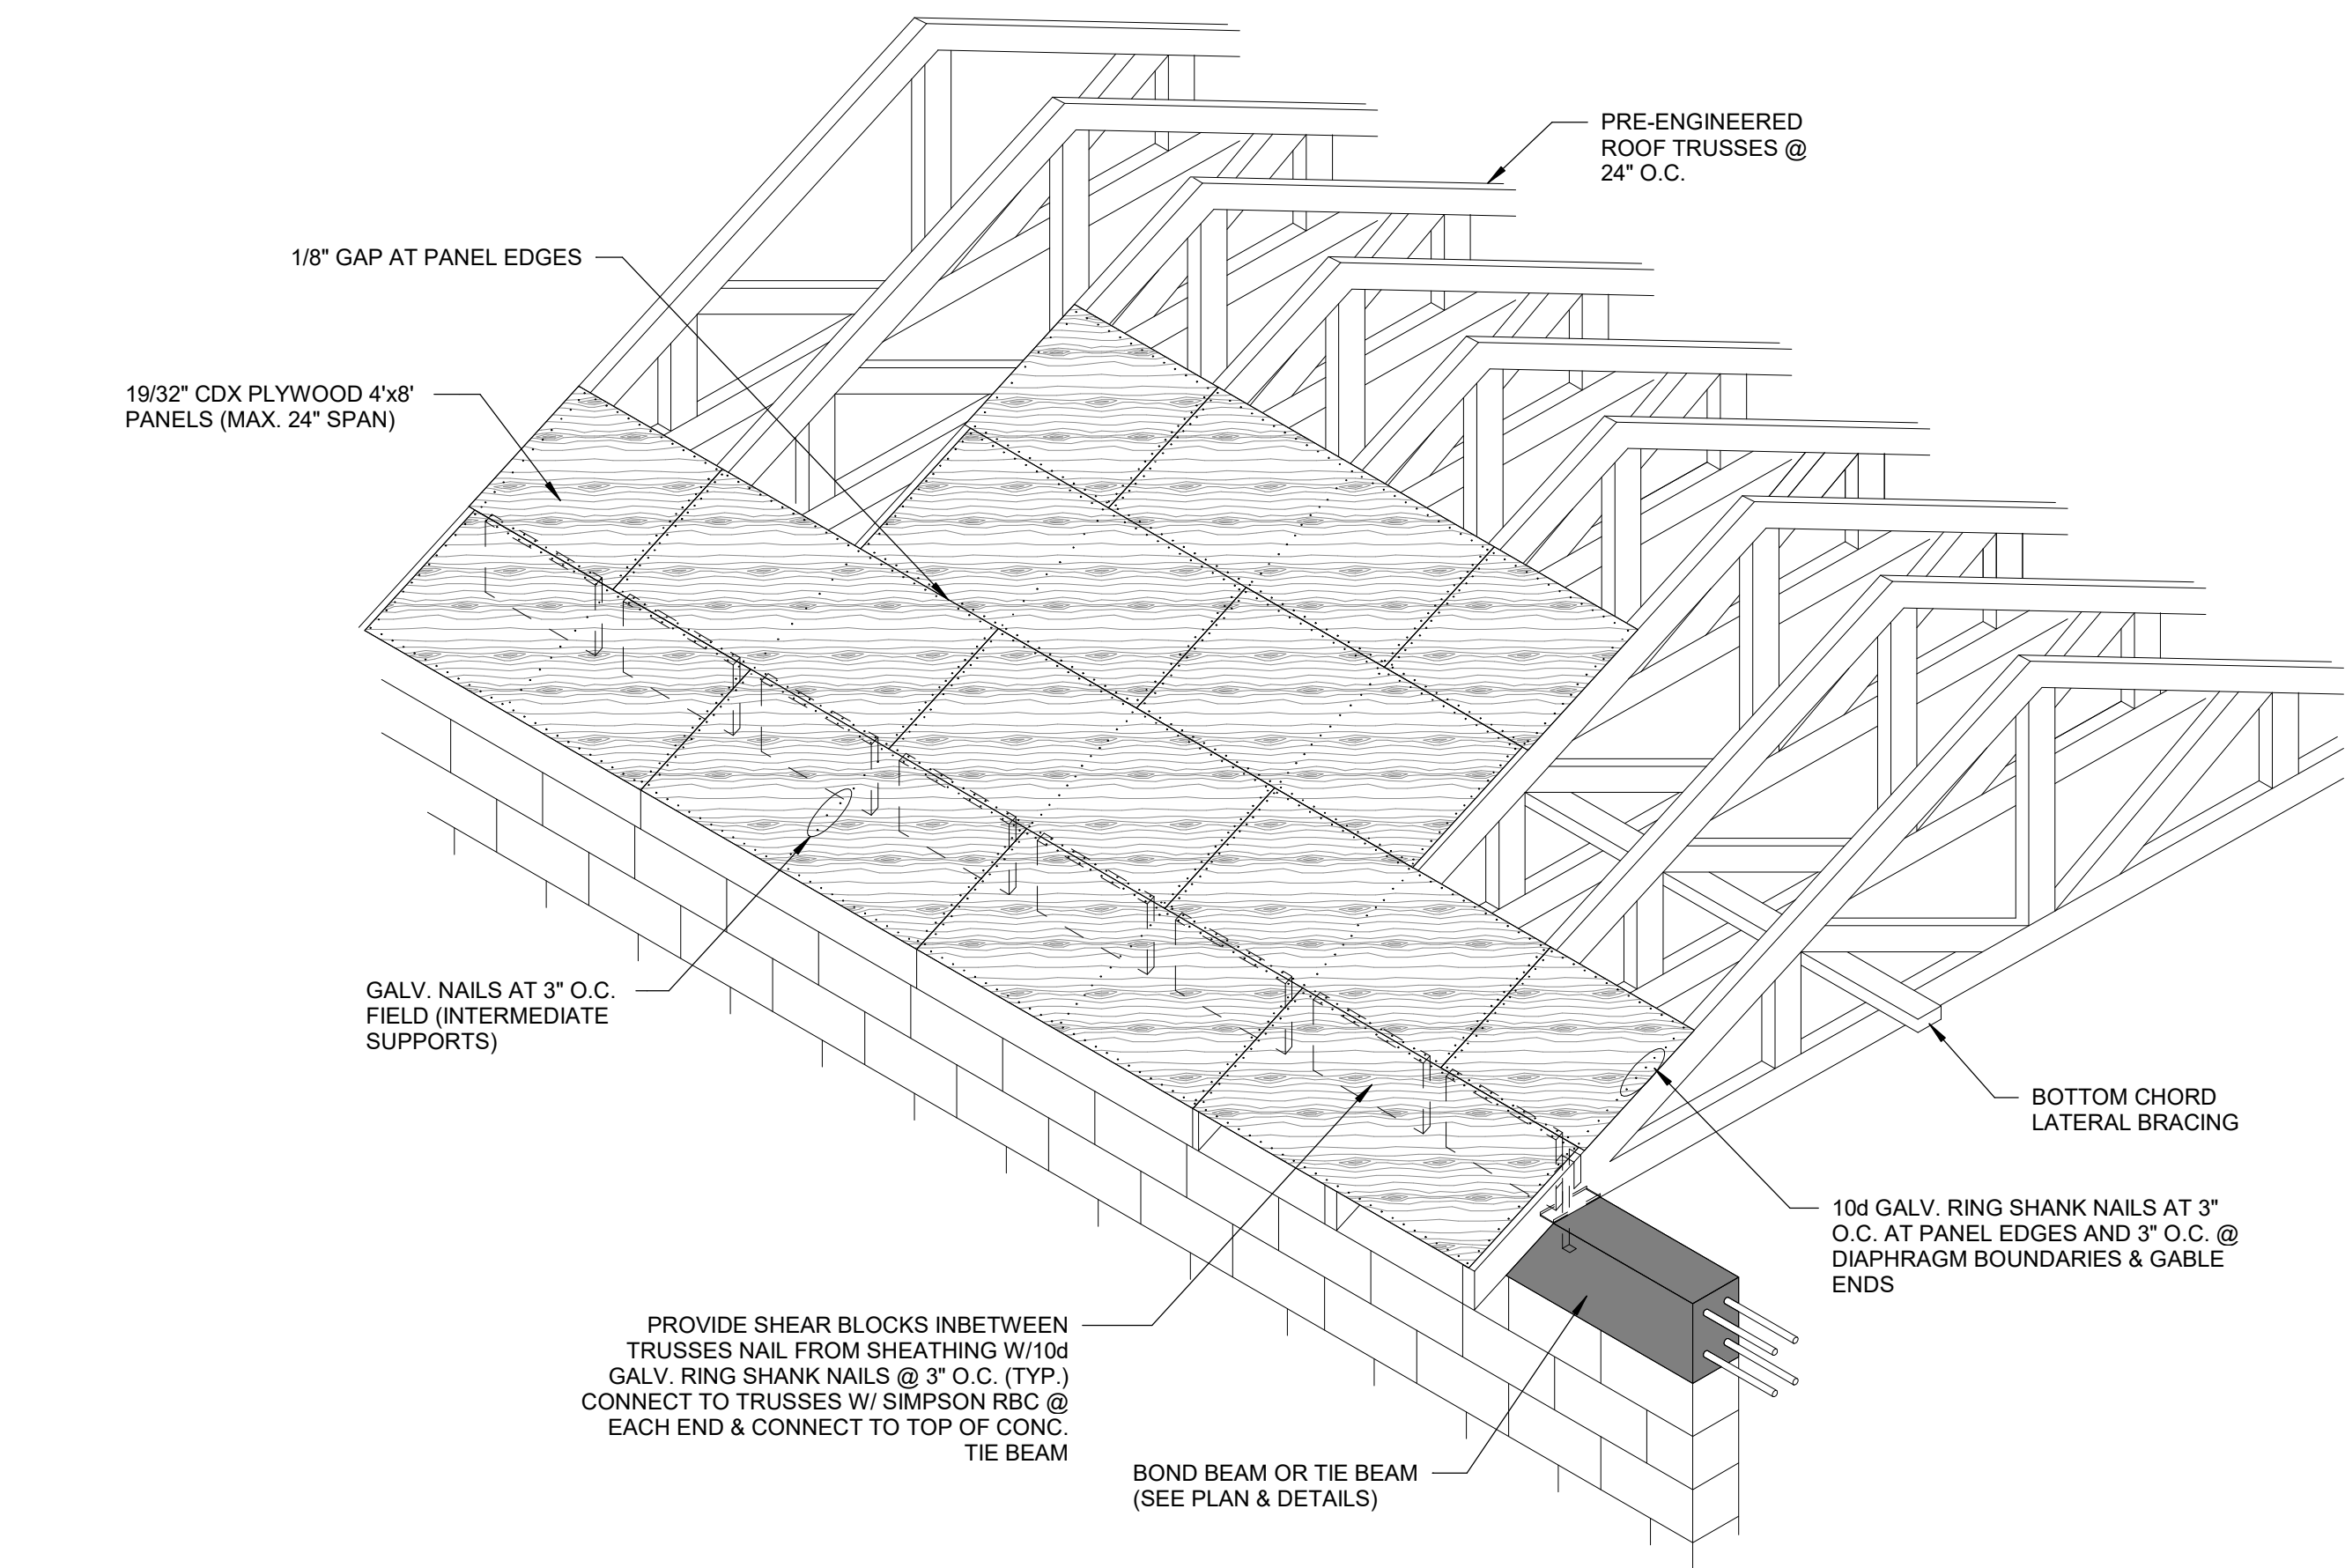 PRE-ENGINEERED
ROOF TRUSSES @
24" O.C.
1/8" GAP AT PANEL EDGES
19/32" CDX PLYWOOD 4'x8'
PANELS (MAX. 24" SPAN)
GALV. NAILS AT 3" O.C.
FIELD (INTERMEDIATE
SUPPORTS)
BOTTOM CHORD
LATERAL BRACING
10d GALV. RING SHANK NAILS AT 3"
O.C. AT PANEL EDGES AND 3" O.C. @
DIAPHRAGM BOUNDARIES & GABLE
ENDS
PROVIDE SHEAR BLOCKS INBETWEEN
TRUSSES NAIL FROM SHEATHING W/10d
GALV. RING SHANK NAILS @ 3" O.C. (TYP.)
CONNECT TO TRUSSES W/ SIMPSON RBC @
EACH END & CONNECT TO TOP OF CONC.
TIE BEAM
BOND BEAM OR TIE BEAM
(SEE PLAN & DETAILS)